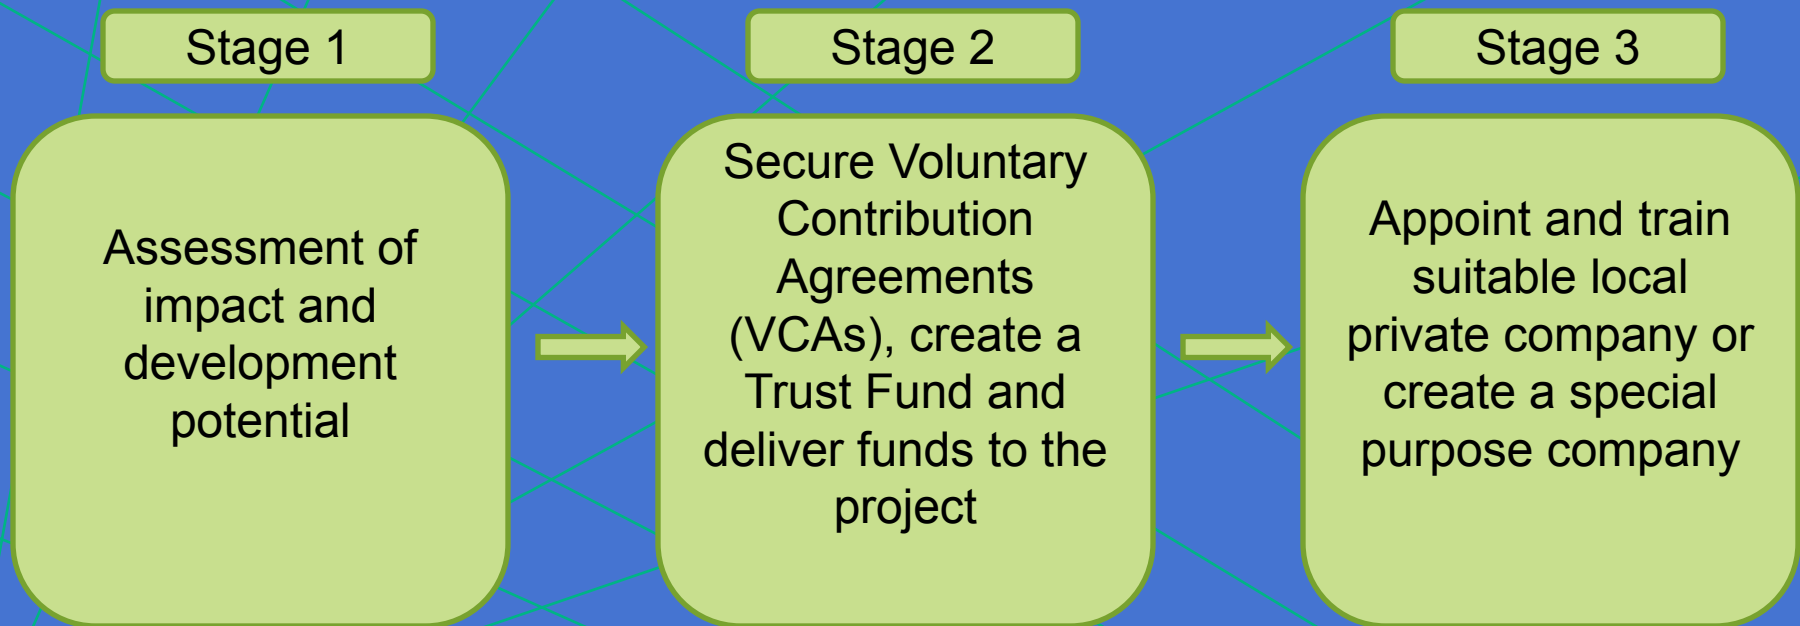 Stage 1
Assessment of
impact and
development
potential
Stage 2
Secure Voluntary
Contribution
Agreements
(VCAs), create a
Trust Fund and
deliver funds to the
project
Stage 3
Appoint and train
suitable local
private company or
create a special
purpose company